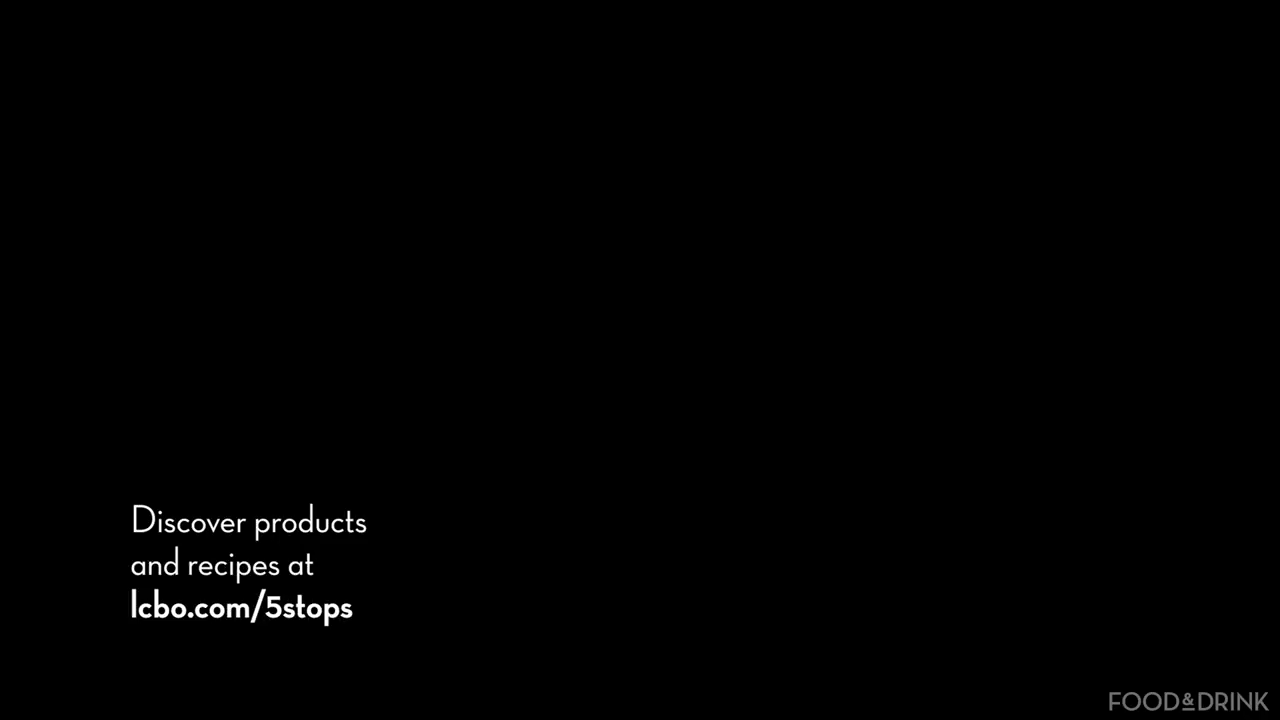 Discover products
and recipes at
lcbo.com/5stops
FOOD&DRINK